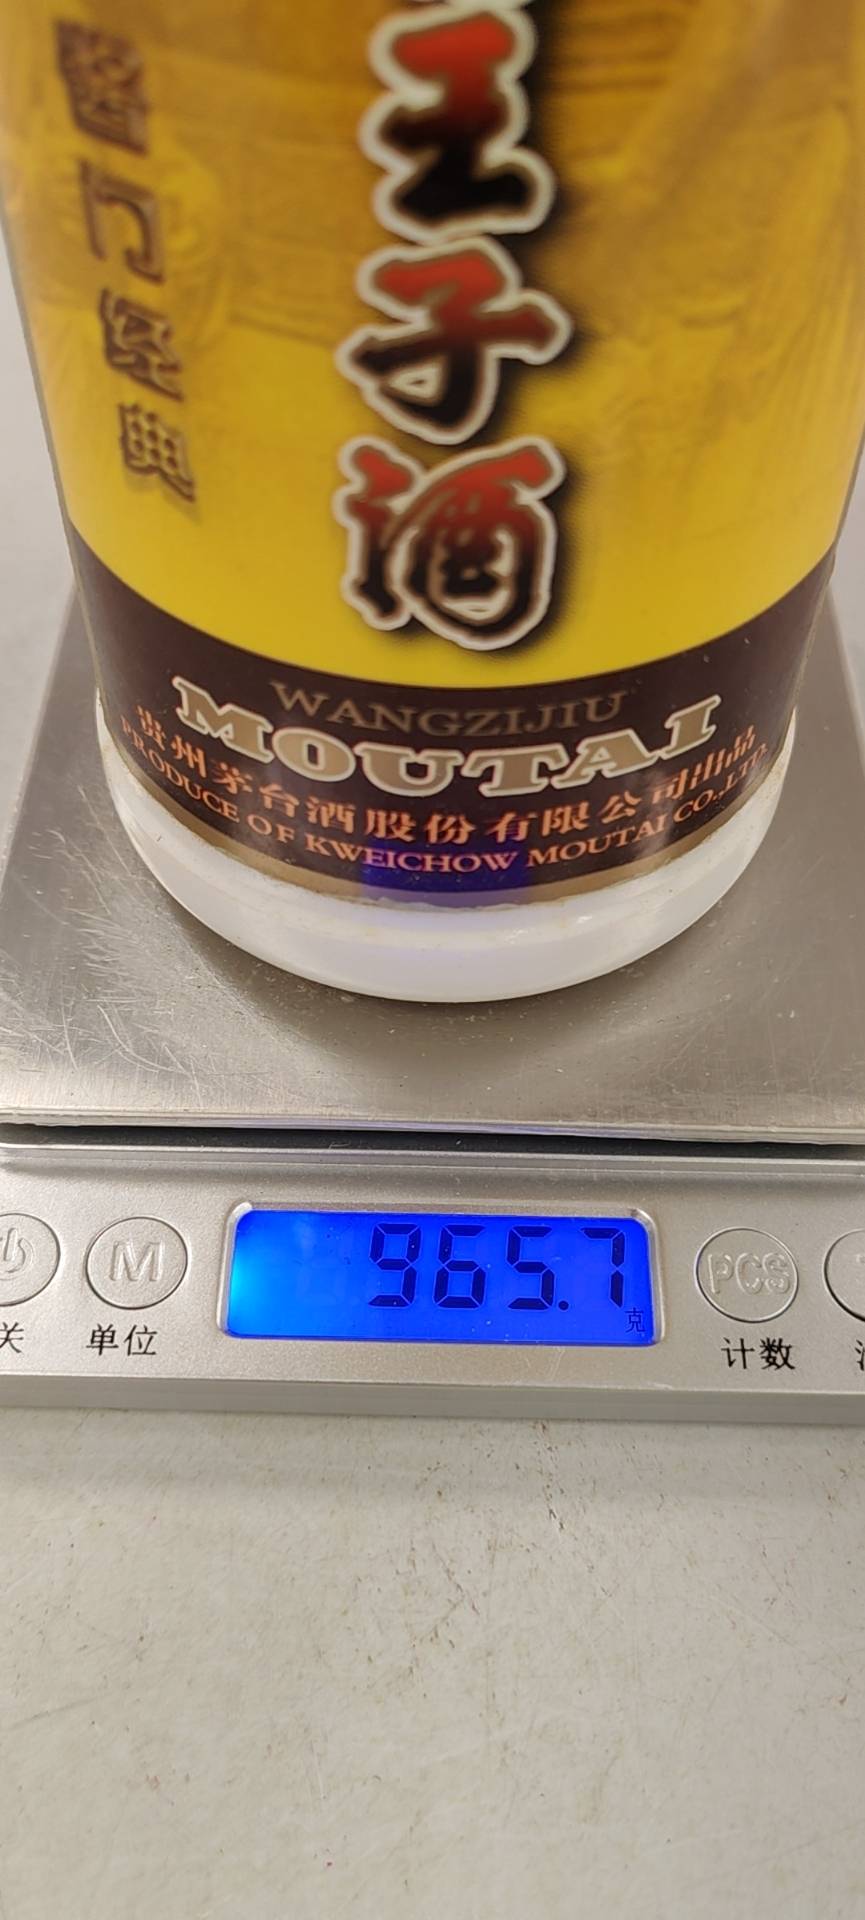 王子酒
酱门经典
WANGZIJIU
MOUTAI
贵州茅台酒股份有限公司出品
PRODUCE OF KWEICHOW MOUTAI CO.,LTD.
965.7
克
M
PCS
关
单位
计数